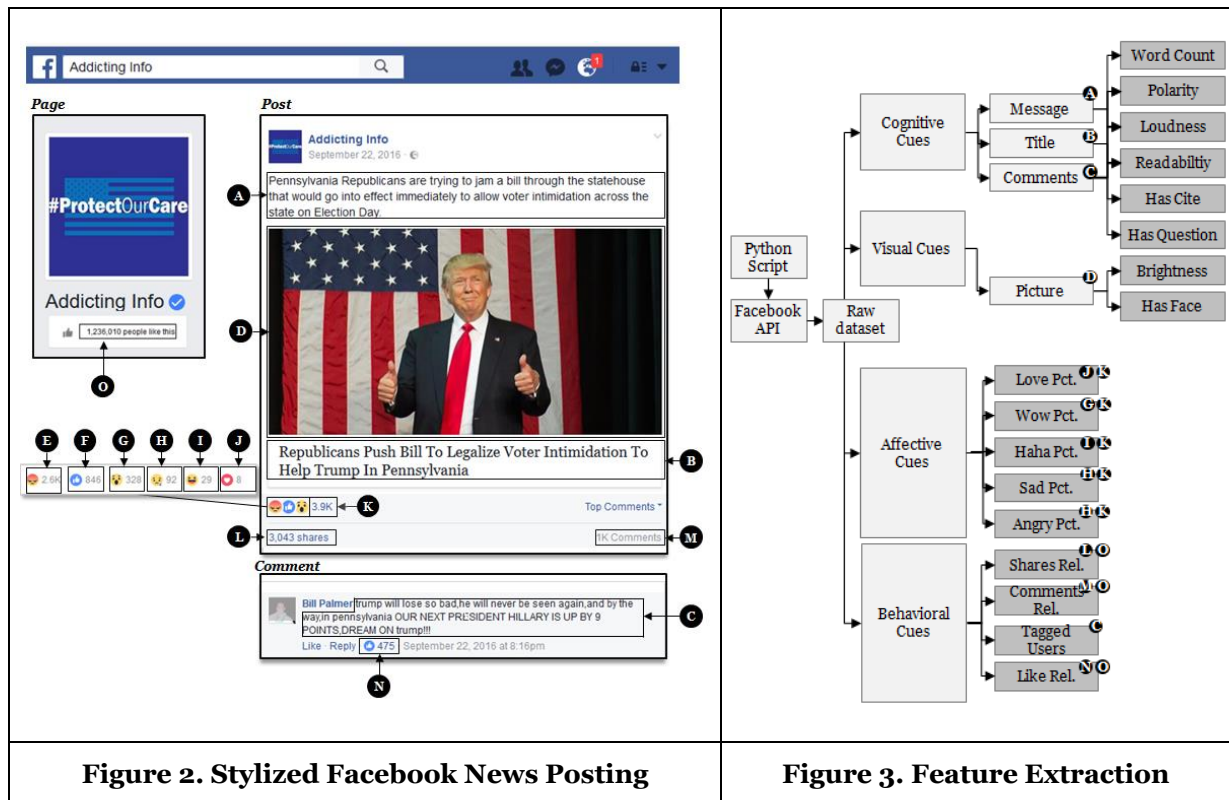 Addicting Info
1
Page
#ProtectOurCare
Addicting Info
1,236,010 people like this
O
Post
#ProtectOurCare
Addicting Info
September 22, 2016
A
Pennsylvania Republicans are trying to jam a bill through the statehouse
that would go into effect immediately to allow voter intimidation across the
state on Election Day.
D
Republicans Push Bill To Legalize Voter Intimidation To
Help Trump In Pennsylvania
B
E F G H I J
2.6K 846 328 92 29 8
3.9K
K
Top Comments
L
3,043 shares
1K Comments
M
Comment
Bill Palmer trump will lose so bad,he will never be seen again,and by the
way,in pennsylvania OUR NEXT PRESIDENT HILLARY IS UP BY 9
POINTS,DREAM ON trump!!!
C
Like · Reply 475 September 22, 2016 at 8:16pm
N
Figure 2. Stylized Facebook News Posting
Python
Script
Facebook
API
Raw
dataset
Cognitive
Cues
Message
A
Title
B
Comments
C
Word Count
Polarity
Loudness
Readabiltiy
Has Cite
Has Question
Visual Cues
Picture
D
Brightness
Has Face
Affective
Cues
Love Pct.
J K
Wow Pct.
G K
Haha Pct.
I K
Sad Pct.
H K
Angry Pct.
H K
Behavioral
Cues
Shares Rel.
L O
Comments
Rel.
M O
Tagged
Users
C
Like Rel.
N O
Figure 3. Feature Extraction